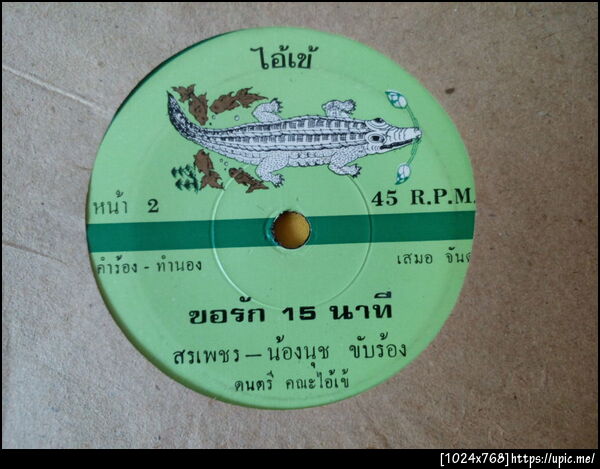 ไอ้เข้
หน้า 2 45 R.P.M.
คำร้อง - ทำนอง เสมอ
ขอรัก 15 นาที
สรเพชร - น้องนุช ขับร้อง
ดนตรี คณะไอ้เข้
[1024x768]https://upic.me/